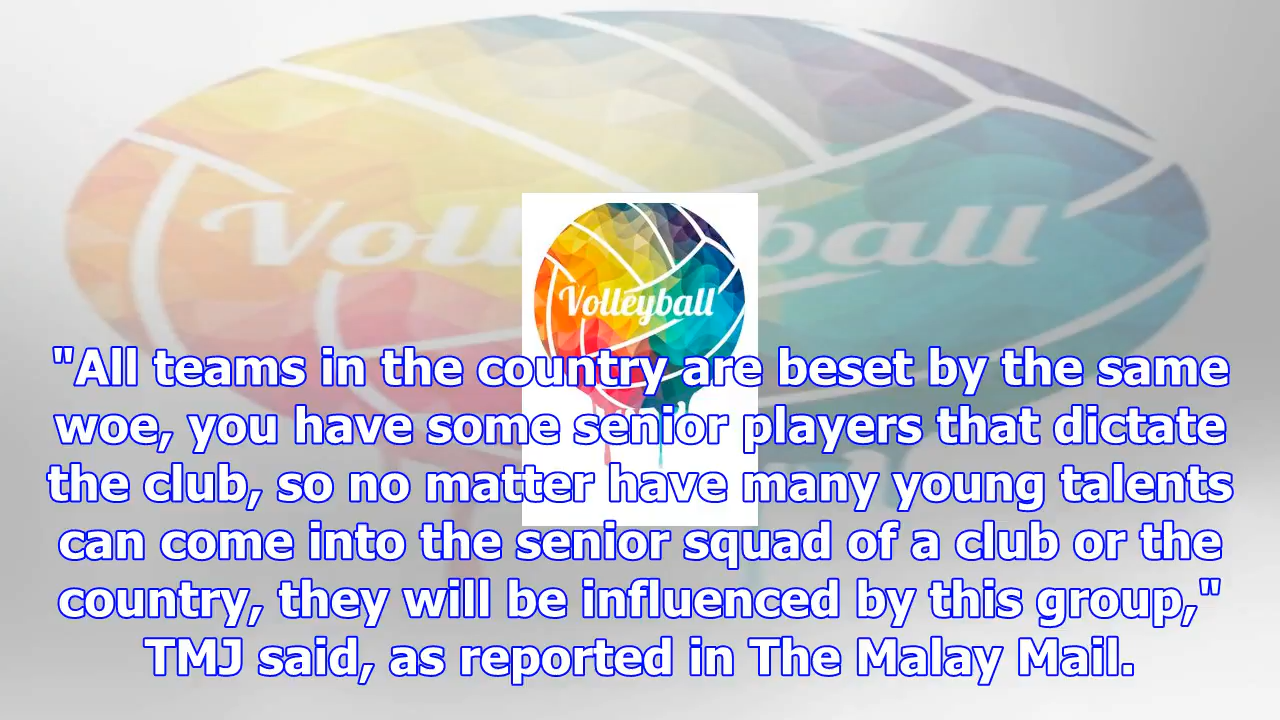 Volleyball
Volleyball
"All teams in the country are beset by the same
woe, you have some senior players that dictate
the club, so no matter have many young talents
can come into the senior squad of a club or the
country, they will be influenced by this group,"
TMJ said, as reported in The Malay Mail.